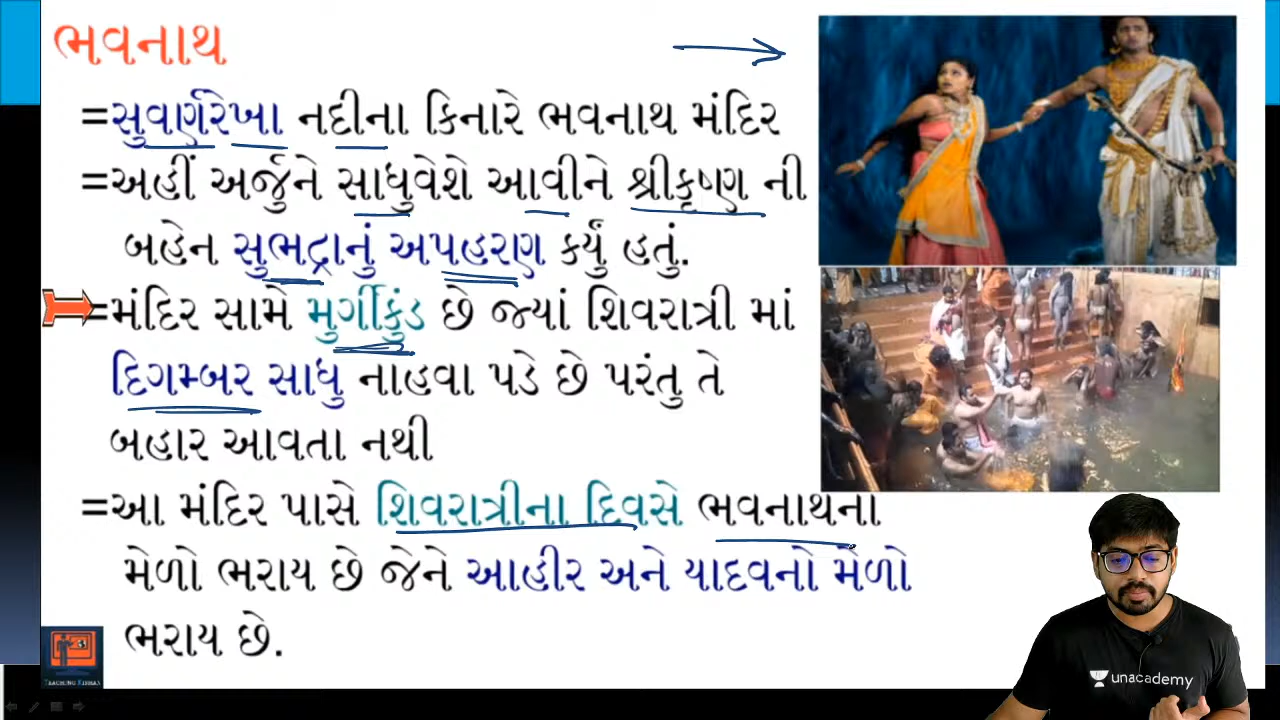 ભવનાથ
=સુવર્ણરેખા નદીના કિનારે ભવનાથ મંદિર
=અહીં અર્જુને સાધુવેશે આવીને શ્રીકૃષ્ણ ની
બહેન સુભદ્રાનું અપહરણ કર્યું હતું.
=મંદિર સામે મુર્ગીકુંડ છે જ્યાં શિવરાત્રી માં
દિગમ્બર સાધુ નાહવા પડે છે પરંતુ તે
બહાર આવતા નથી
=આ મંદિર પાસે શિવરાત્રીના દિવસે ભવનાથના
મેળો ભરાય છે જેને આહીર અને યાદવનો મેળો
ભરાય છે.
unacademy